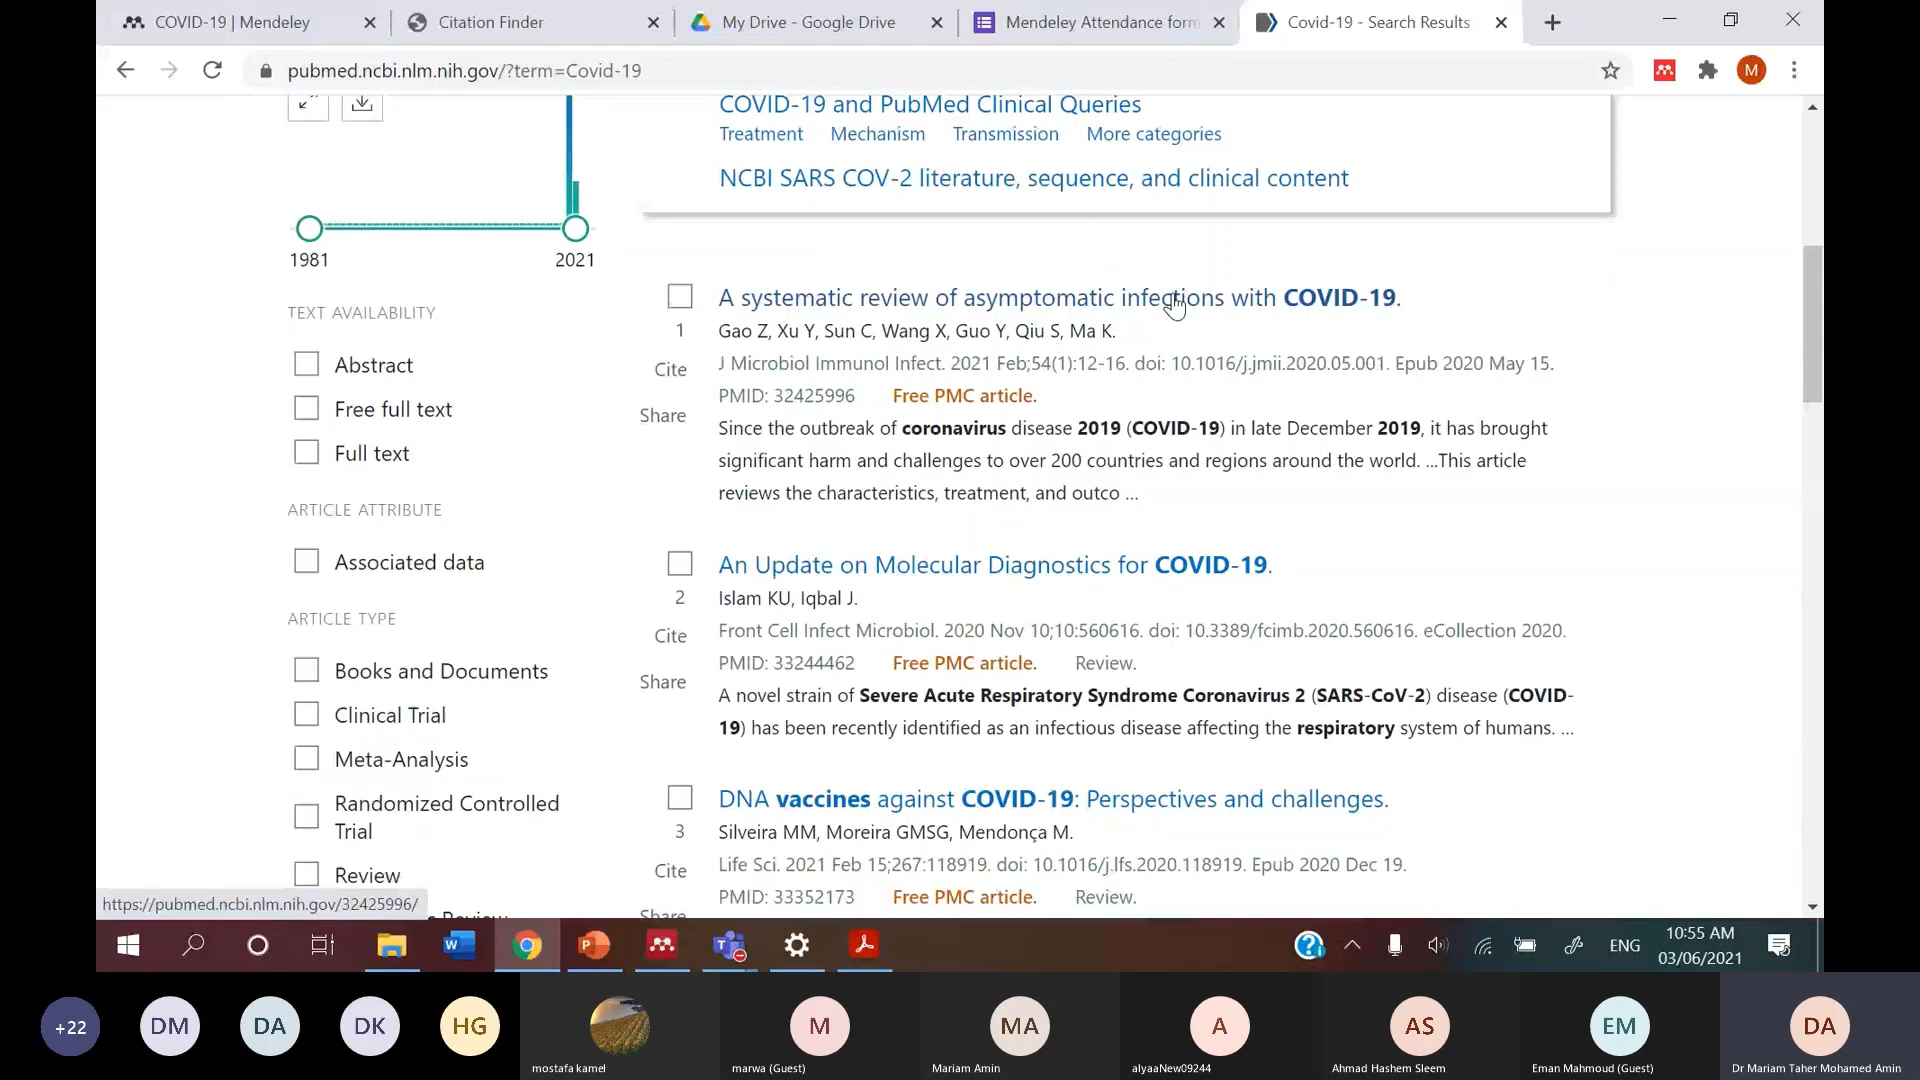 COVID-19 | Mendeley
Citation Finder
My Drive - Google Drive
Mendeley Attendance form
Covid-19 - Search Results
pubmed.ncbi.nlm.nih.gov/?term=Covid-19
M
COVID-19 and PubMed Clinical Queries
Treatment Mechanism Transmission More categories
NCBI SARS COV-2 literature, sequence, and clinical content
1981 2021
TEXT AVAILABILITY
Abstract
Free full text
Full text
ARTICLE ATTRIBUTE
Associated data
ARTICLE TYPE
Books and Documents
Clinical Trial
Meta-Analysis
Randomized Controlled
Trial
Review
https://pubmed.ncbi.nlm.nih.gov/32425996/
A systematic review of asymptomatic infections with COVID-19.
1
Gao Z, Xu Y, Sun C, Wang X, Guo Y, Qiu S, Ma K.
Cite
J Microbiol Immunol Infect. 2021 Feb;54(1):12-16. doi: 10.1016/j.jmii.2020.05.001. Epub 2020 May 15.
PMID: 32425996 Free PMC article.
Share
Since the outbreak of coronavirus disease 2019 (COVID-19) in late December 2019, it has brought
significant harm and challenges to over 200 countries and regions around the world. ...This article
reviews the characteristics, treatment, and outco ...
An Update on Molecular Diagnostics for COVID-19.
2
Islam KU, Iqbal J.
Cite
Front Cell Infect Microbiol. 2020 Nov 10;10:560616. doi: 10.3389/fcimb.2020.560616. eCollection 2020.
PMID: 33244462 Free PMC article. Review.
Share
A novel strain of Severe Acute Respiratory Syndrome Coronavirus 2 (SARS-CoV-2) disease (COVID-
19) has been recently identified as an infectious disease affecting the respiratory system of humans. ...
DNA vaccines against COVID-19: Perspectives and challenges.
3
Silveira MM, Moreira GMSG, Mendonça M.
Cite
Life Sci. 2021 Feb 15;267:118919. doi: 10.1016/j.lfs.2020.118919. Epub 2020 Dec 19.
PMID: 33352173 Free PMC article. Review.
Share
ENG
10:55 AM
03/06/2021
+22
DM
DA
DK
HG
mostafa kamel
M
marwa (Guest)
MA
Mariam Amin
A
alyaaNew09244
AS
Ahmad Hashem Sleem
EM
Eman Mahmoud (Guest)
DA
Dr Mariam Taher Mohamed Amin